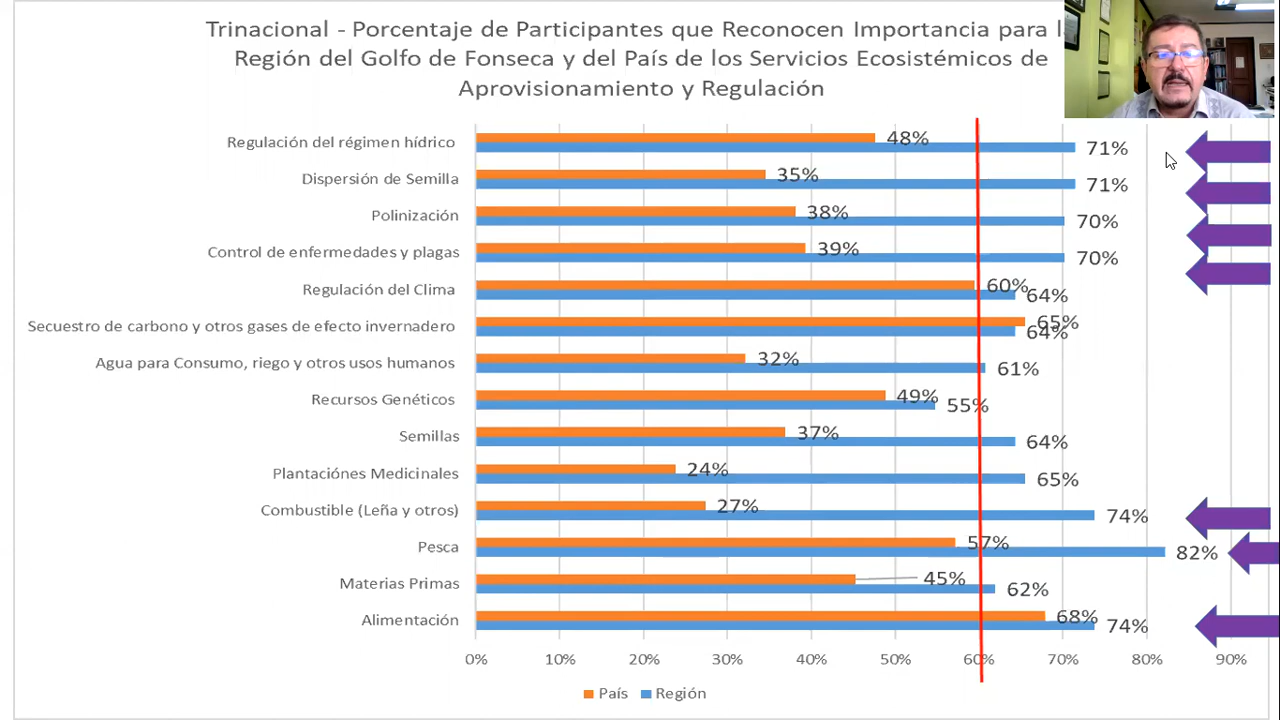 Trinacional - Porcentaje de Participantes que Reconocen Importancia para
Región del Golfo de Fonseca y del País de los Servicios Ecosistémicos de
Aprovisionamiento y Regulación
Regulación del régimen hídrico 48% 71%
Dispersión de Semilla 35% 71%
Polinización 38% 70%
Control de enfermedades y plagas 39% 70%
Regulación del Clima 60% 64%
Secuestro de carbono y otros gases de efecto invernadero 65% 64%
Agua para Consumo, riego y otros usos humanos 32% 61%
Recursos Genéticos 49% 55%
Semillas 37% 64%
Plantaciónes Medicinales 24% 65%
Combustible (Leña y otros) 27% 74%
Pesca 57% 82%
Materias Primas 45% 62%
Alimentación 68% 74%
0% 10% 20% 30% 40% 50% 60% 70% 80% 90%
País Región